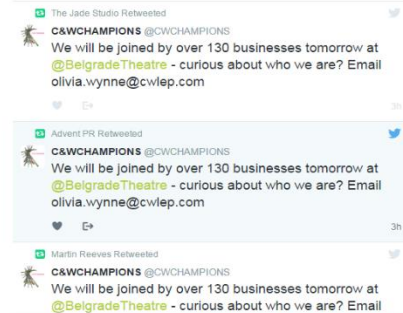 The Jade Studio Retweeted
C&WCHAMPIONS @CWCHAMPIONS
We will be joined by over 130 businesses tomorrow at
@BelgradeTheatre - curious about who we are? Email
olivia.wynne@cwlep.com
3h
Advent PR Retweeted
C&WCHAMPIONS @CWCHAMPIONS
We will be joined by over 130 businesses tomorrow at
@BelgradeTheatre - curious about who we are? Email
olivia.wynne@cwlep.com
3h
Martin Reeves Retweeted
C&WCHAMPIONS @CWCHAMPIONS
We will be joined by over 130 businesses tomorrow at
@BelgradeTheatre - curious about who we are? Email